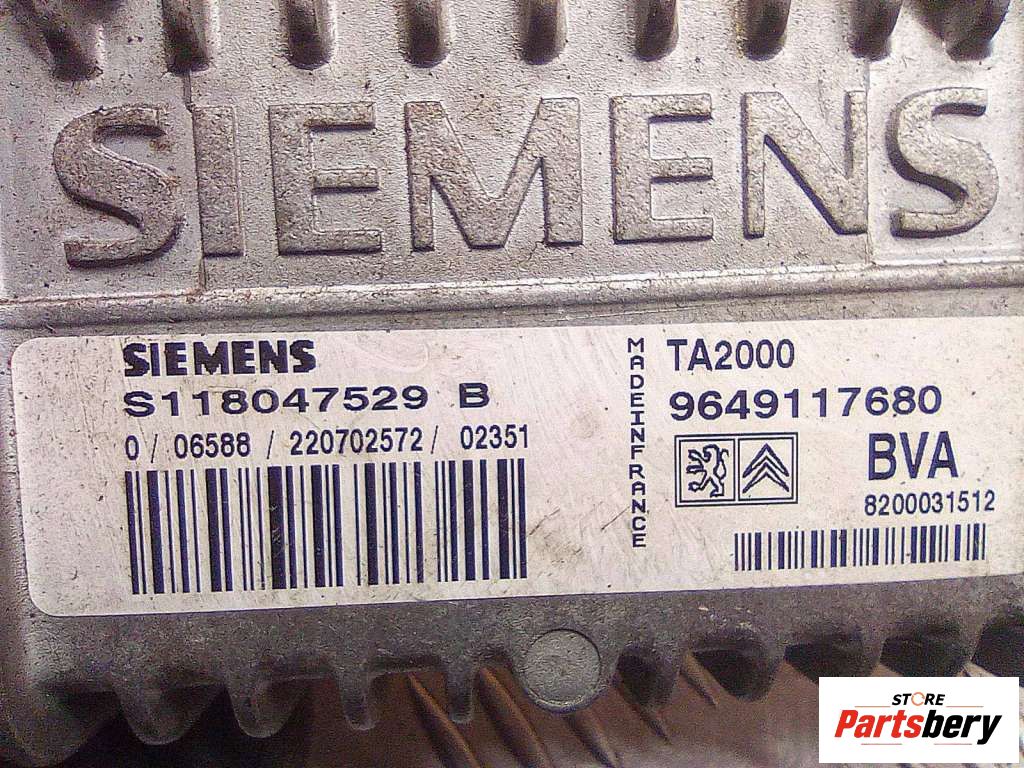 SIEMENS
SIEMENS
S118047529 B
0 / 06588 / 220702572 / 02351
MADEINFRANCE
TA2000
9649117680
BVA
8200031512
STORE
Partsbery